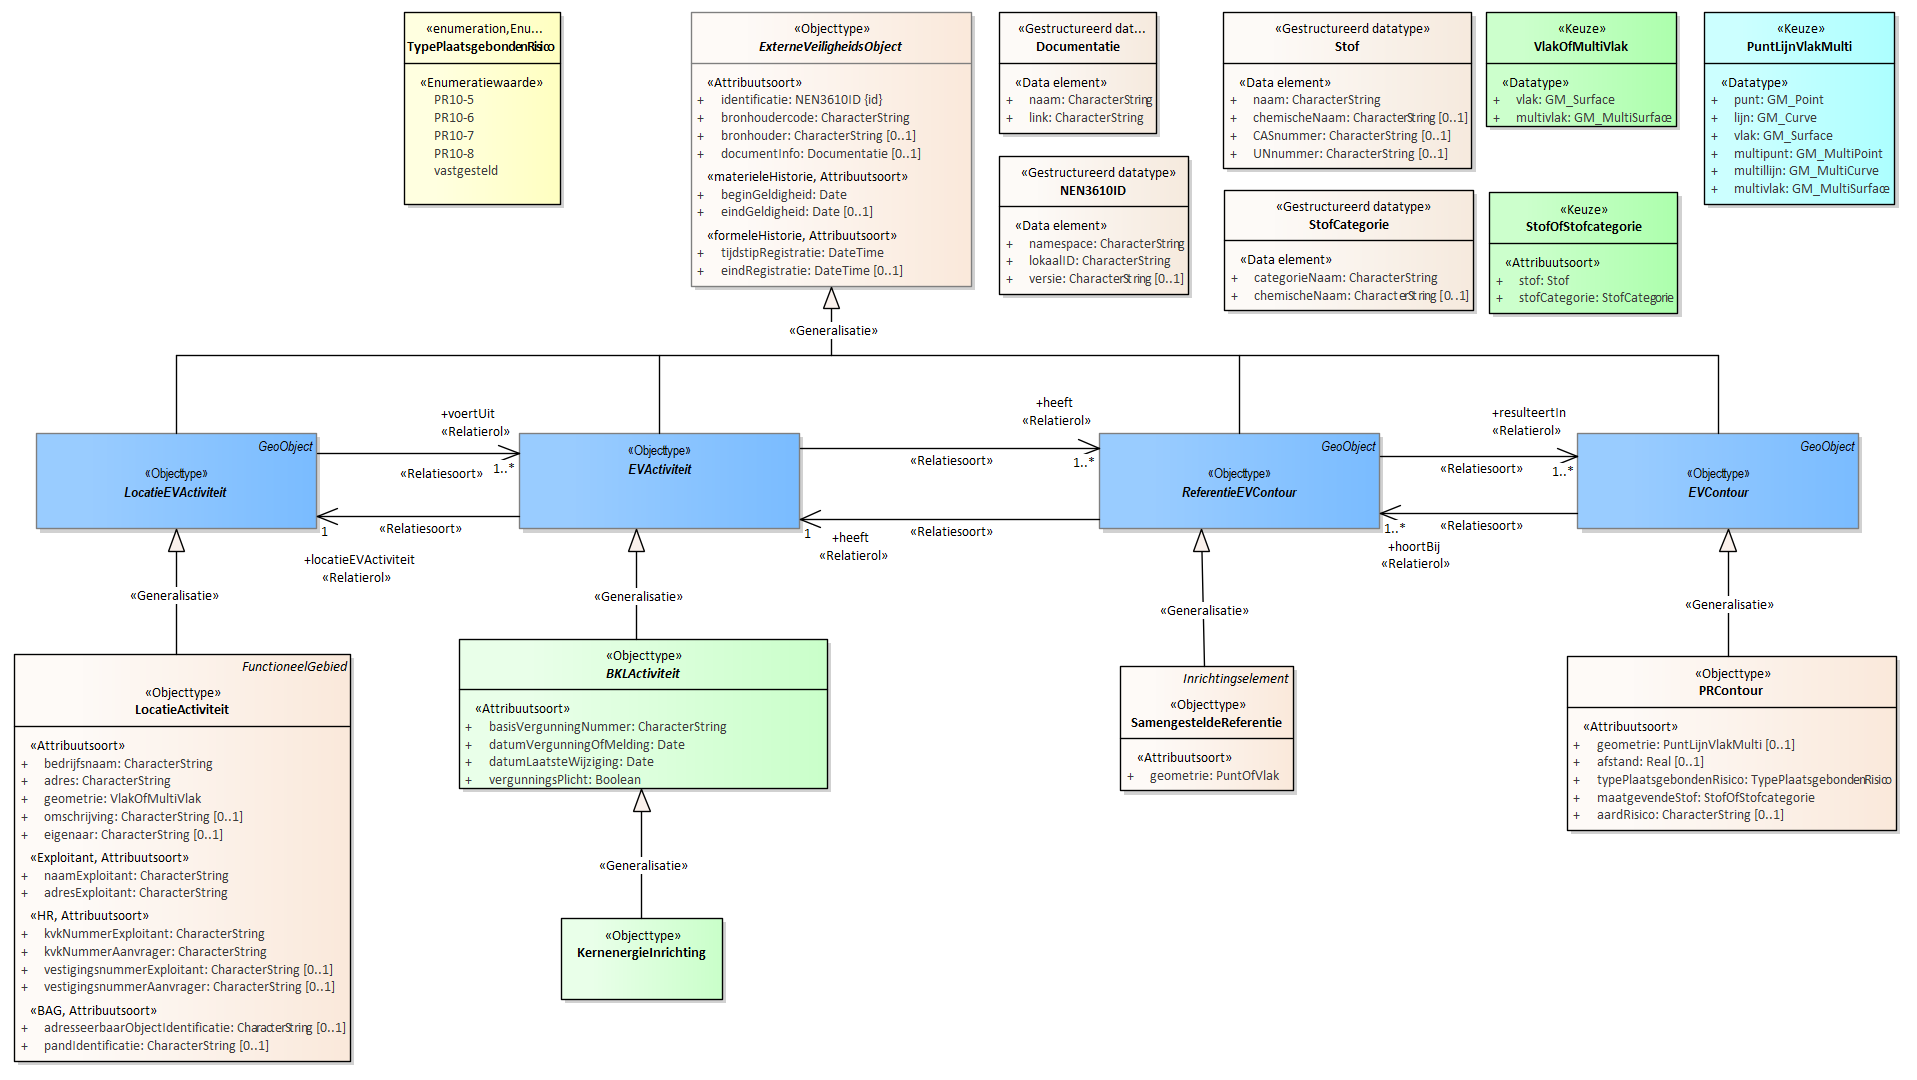 «enumeration,Enu...
TypePlaatsgebondenRisico
«Enumeratiewaarde»
PR10-5
PR10-6
PR10-7
PR10-8
vastgesteld
«Objecttype»
ExterneVeiligheidsObject
«Attribuutsoort»
+ identificatie: NEN3610ID {id}
+ bronhoudercode: CharacterString
+ bronhouder: CharacterString [0..1]
+ documentInfo: Documentatie [0..1]
«materieleHistorie, Attribuutsoort»
+ beginGeldigheid: Date
+ eindGeldigheid: Date [0..1]
«formeleHistorie, Attribuutsoort»
+ tijdstipRegistratie: DateTime
+ eindRegistratie: DateTime [0..1]
«Gestructureerd dat...
Documentatie
«Data element»
+ naam: CharacterString
+ link: CharacterString
«Gestructureerd datatype»
NEN3610ID
«Data element»
+ namespace: CharacterString
+ lokaalID: CharacterString
+ versie: CharacterString [0..1]
«Gestructureerd datatype»
Stof
«Data element»
+ naam: CharacterString
+ chemischeNaam: CharacterString [0..1]
+ CASnummer: CharacterString [0..1]
+ UNnummer: CharacterString [0..1]
«Gestructureerd datatype»
StofCategorie
«Data element»
+ categorieNaam: CharacterString
+ chemischeNaam: CharacterString [0..1]
«Keuze»
VlakOfMultiVlak
«Datatype»
+ vlak: GM_Surface
+ multivlak: GM_MultiSurface
«Keuze»
StofOfStofcategorie
«Attribuutsoort»
+ stof: Stof
+ stofCategorie: StofCategorie
«Keuze»
PuntLijnVlakMulti
«Datatype»
+ punt: GM_Point
+ lijn: GM_Curve
+ vlak: GM_Surface
+ multipunt: GM_MultiPoint
+ multillijn: GM_MultiCurve
+ multivlak: GM_MultiSurface
«Generalisatie»
GeoObject
«Objecttype»
LocatieEVActiviteit
+voertUit
«Relatierol»
«Relatiesoort»
1..*
«Relatiesoort»
1
+locatieEVActiviteit
«Relatierol»
«Objecttype»
EVActiviteit
+heeft
«Relatierol»
«Relatiesoort»
1..*
«Relatiesoort»
1
+heeft
«Relatierol»
GeoObject
«Objecttype»
ReferentieEVContour
+resulteertIn
«Relatierol»
«Relatiesoort»
1..*
«Relatiesoort»
1..*
+hoortBij
«Relatierol»
GeoObject
«Objecttype»
EVContour
«Generalisatie»
«Generalisatie»
«Generalisatie»
«Generalisatie»
FunctioneelGebied
«Objecttype»
LocatieActiviteit
«Attribuutsoort»
+ bedrijfsnaam: CharacterString
+ adres: CharacterString
+ geometrie: VlakOfMultiVlak
+ omschrijving: CharacterString [0..1]
+ eigenaar: CharacterString [0..1]
«Exploitant, Attribuutsoort»
+ naamExploitant: CharacterString
+ adresExploitant: CharacterString
«HR, Attribuutsoort»
+ kvkNummerExploitant: CharacterString
+ kvkNummerAanvrager: CharacterString
+ vestigingsnummerExploitant: CharacterString [0..1]
+ vestigingsnummerAanvrager: CharacterString [0..1]
«BAG, Attribuutsoort»
+ adresseerbaarObjectIdentificatie: CharacterString [0..1]
+ pandIdentificatie: CharacterString [0..1]
«Objecttype»
BKLActiviteit
«Attribuutsoort»
+ basisVergunningNummer: CharacterString
+ datumVergunningOfMelding: Date
+ datumLaatsteWijziging: Date
+ vergunningsPlicht: Boolean
«Generalisatie»
«Objecttype»
KernenergieInrichting
Inrichtingselement
«Objecttype»
SamengesteldeReferentie
«Attribuutsoort»
+ geometrie: PuntOfVlak
«Objecttype»
PRContour
«Attribuutsoort»
+ geometrie: PuntLijnVlakMulti [0..1]
+ afstand: Real [0..1]
+ typePlaatsgebondenRisico: TypePlaatsgebondenRisico
+ maatgevendeStof: StofOfStofcategorie
+ aardRisico: CharacterString [0..1]